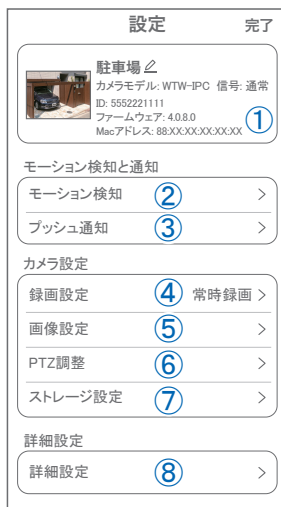 設定 完了
駐車場
カメラモデル: WTW-IPC 信号: 通常
ID: 5552221111
ファームウェア: 4.0.8.0
Macアドレス: 88:XX:XX:XX:XX:XX ①
モーション検知と通知
モーション検知 ② >
プッシュ通知 ③ >
カメラ設定
録画設定 ④ 常時録画 >
画像設定 ⑤ >
PTZ調整 ⑥ >
ストレージ設定 ⑦ >
詳細設定
詳細設定 ⑧ >